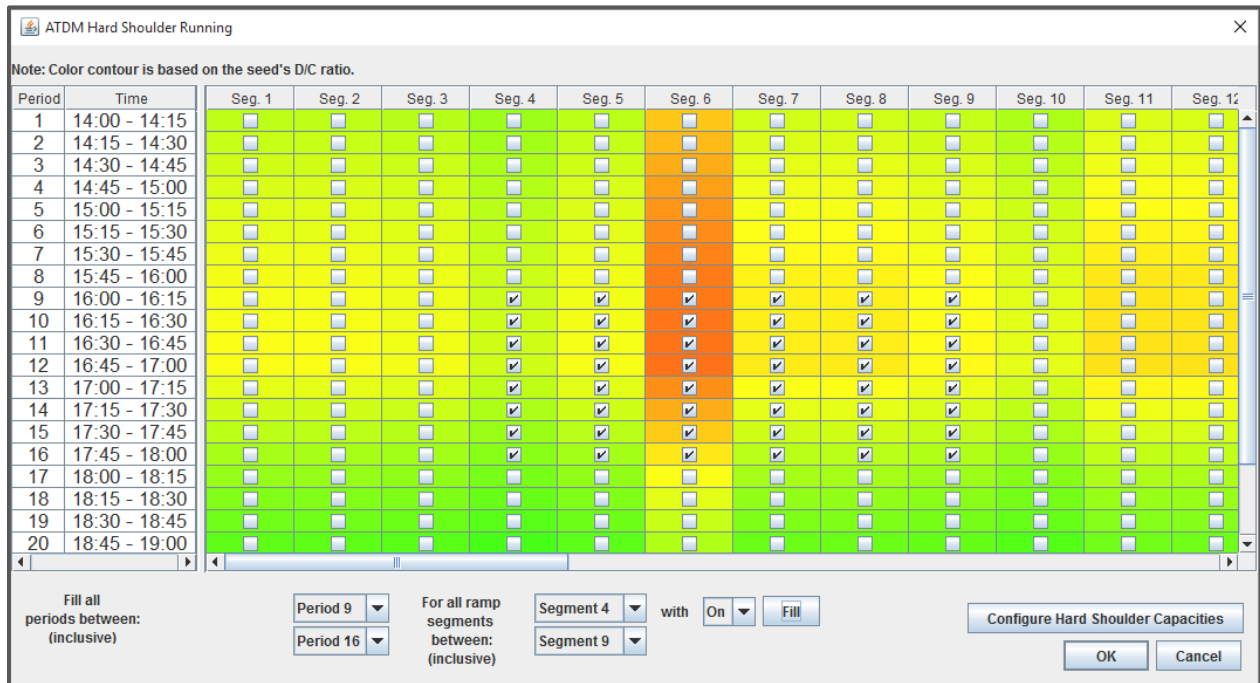 ATDM Hard Shoulder Running
Note: Color contour is based on the seed's D/C ratio.
Period Time Seg. 1 Seg. 2 Seg. 3 Seg. 4 Seg. 5 Seg. 6 Seg. 7 Seg. 8 Seg. 9 Seg. 10 Seg. 11 Seg. 12
1 14:00 - 14:15
2 14:15 - 14:30
3 14:30 - 14:45
4 14:45 - 15:00
5 15:00 - 15:15
6 15:15 - 15:30
7 15:30 - 15:45
8 15:45 - 16:00
9 16:00 - 16:15
10 16:15 - 16:30
11 16:30 - 16:45
12 16:45 - 17:00
13 17:00 - 17:15
14 17:15 - 17:30
15 17:30 - 17:45
16 17:45 - 18:00
17 18:00 - 18:15
18 18:15 - 18:30
19 18:30 - 18:45
20 18:45 - 19:00
Fill all
periods between:
(inclusive)
Period 9
Period 16
For all ramp
segments
between:
(inclusive)
Segment 4
Segment 9
with On Fill
Configure Hard Shoulder Capacities
OK Cancel